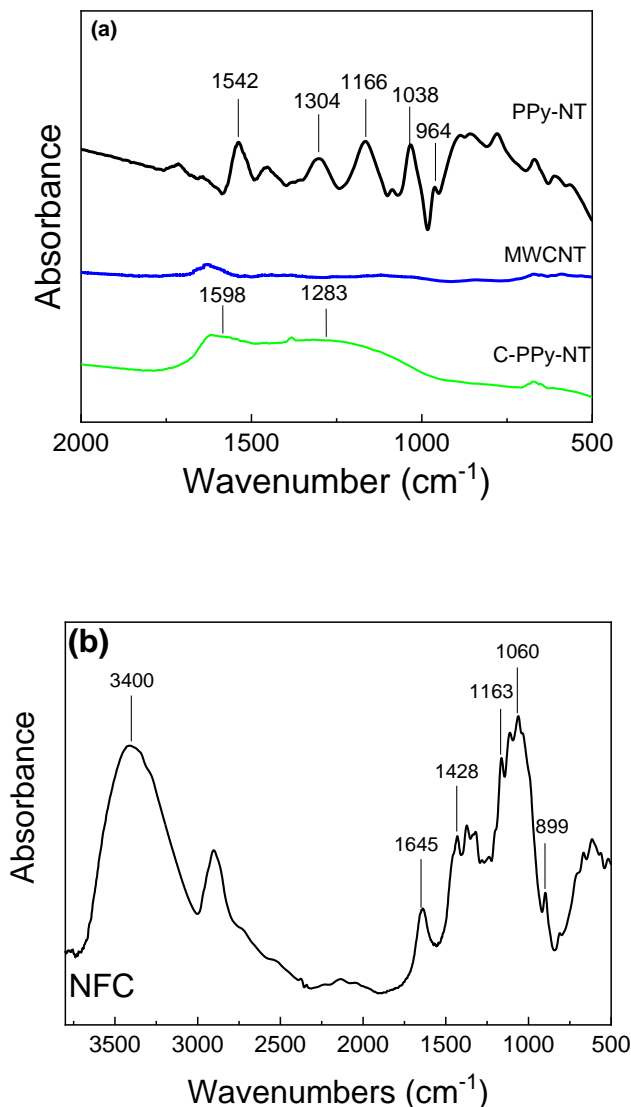 (a)
1542
1304
1166
1038
964
PPy-NT
MWCNT
1598
1283
C-PPy-NT
Absorbance
2000
1500
1000
500
Wavenumber (cm⁻¹)
(b)
3400
1060
1163
1428
1645
899
Absorbance
NFC
3500
3000
2500
2000
1500
1000
500
Wavenumbers (cm⁻¹)